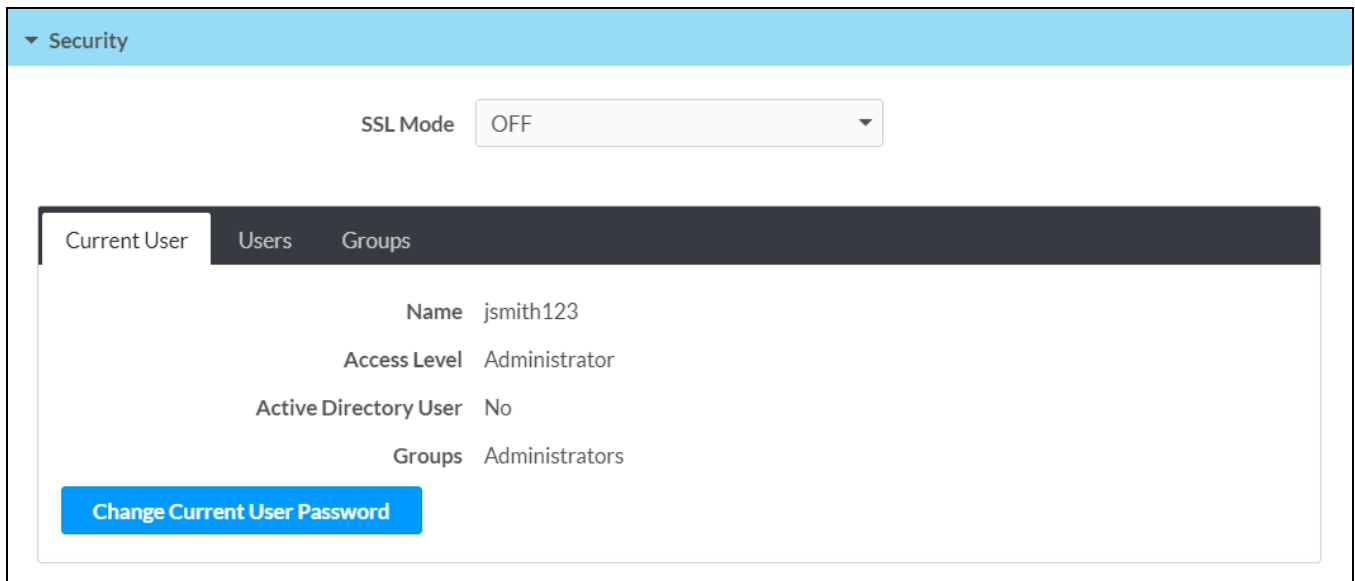 Security
SSL Mode OFF
Current User Users Groups
Name jsmith123
Access Level Administrator
Active Directory User No
Groups Administrators
Change Current User Password